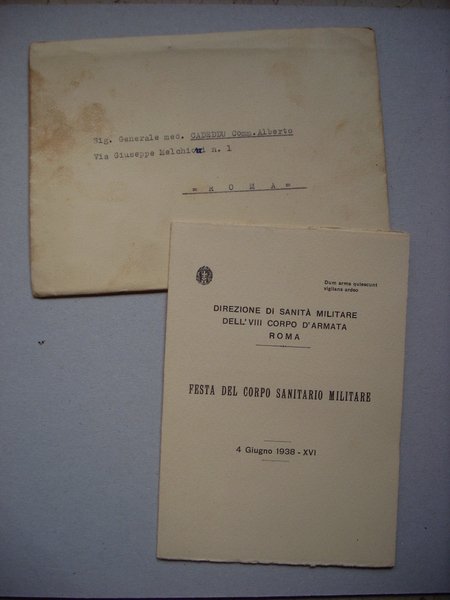 Sig. Generale med. CADEDDU Comm. Alberto
Via Giuseppe Melchiorri n. 1
= R O M A =
Dum arma quiescunt
vigilans ardeo
DIREZIONE DI SANITÀ MILITARE
DELL'VIII CORPO D'ARMATA
ROMA
FESTA DEL CORPO SANITARIO MILITARE
4 Giugno 1938 - XVI